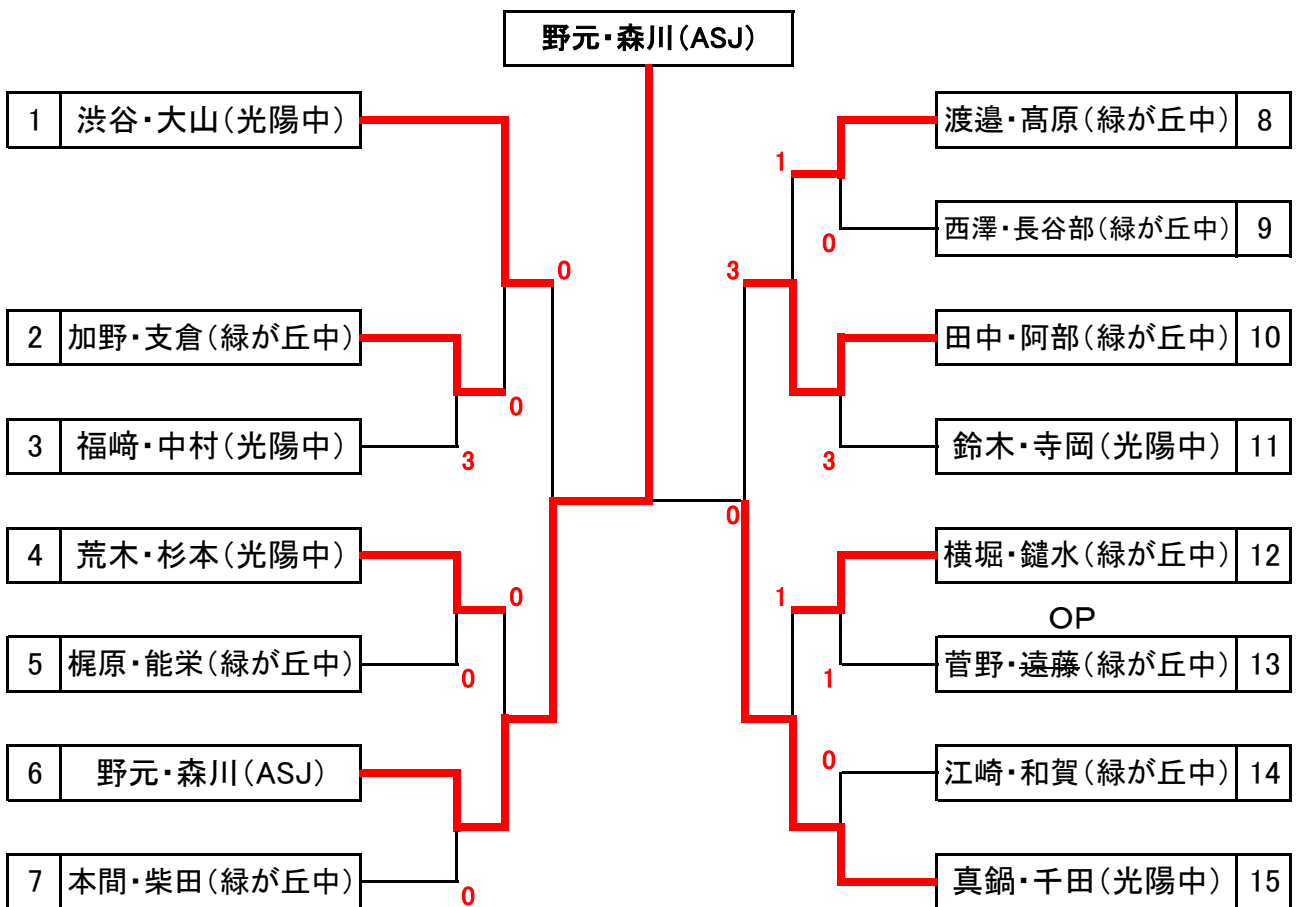 野元・森川(ASJ)
1 渋谷・大山(光陽中)
2 加野・支倉(緑が丘中)
3 福﨑・中村(光陽中)
4 荒木・杉本(光陽中)
5 梶原・能栄(緑が丘中)
6 野元・森川(ASJ)
7 本間・柴田(緑が丘中)
0
0
3
0
0
0
渡邉・髙原(緑が丘中) 8
西澤・長谷部(緑が丘中) 9
田中・阿部(緑が丘中) 10
鈴木・寺岡(光陽中) 11
横堀・鑓水(緑が丘中) 12
OP
菅野・遠藤(緑が丘中) 13
江崎・和賀(緑が丘中) 14
真鍋・千田(光陽中) 15
1
0
3
3
0
1
1
0